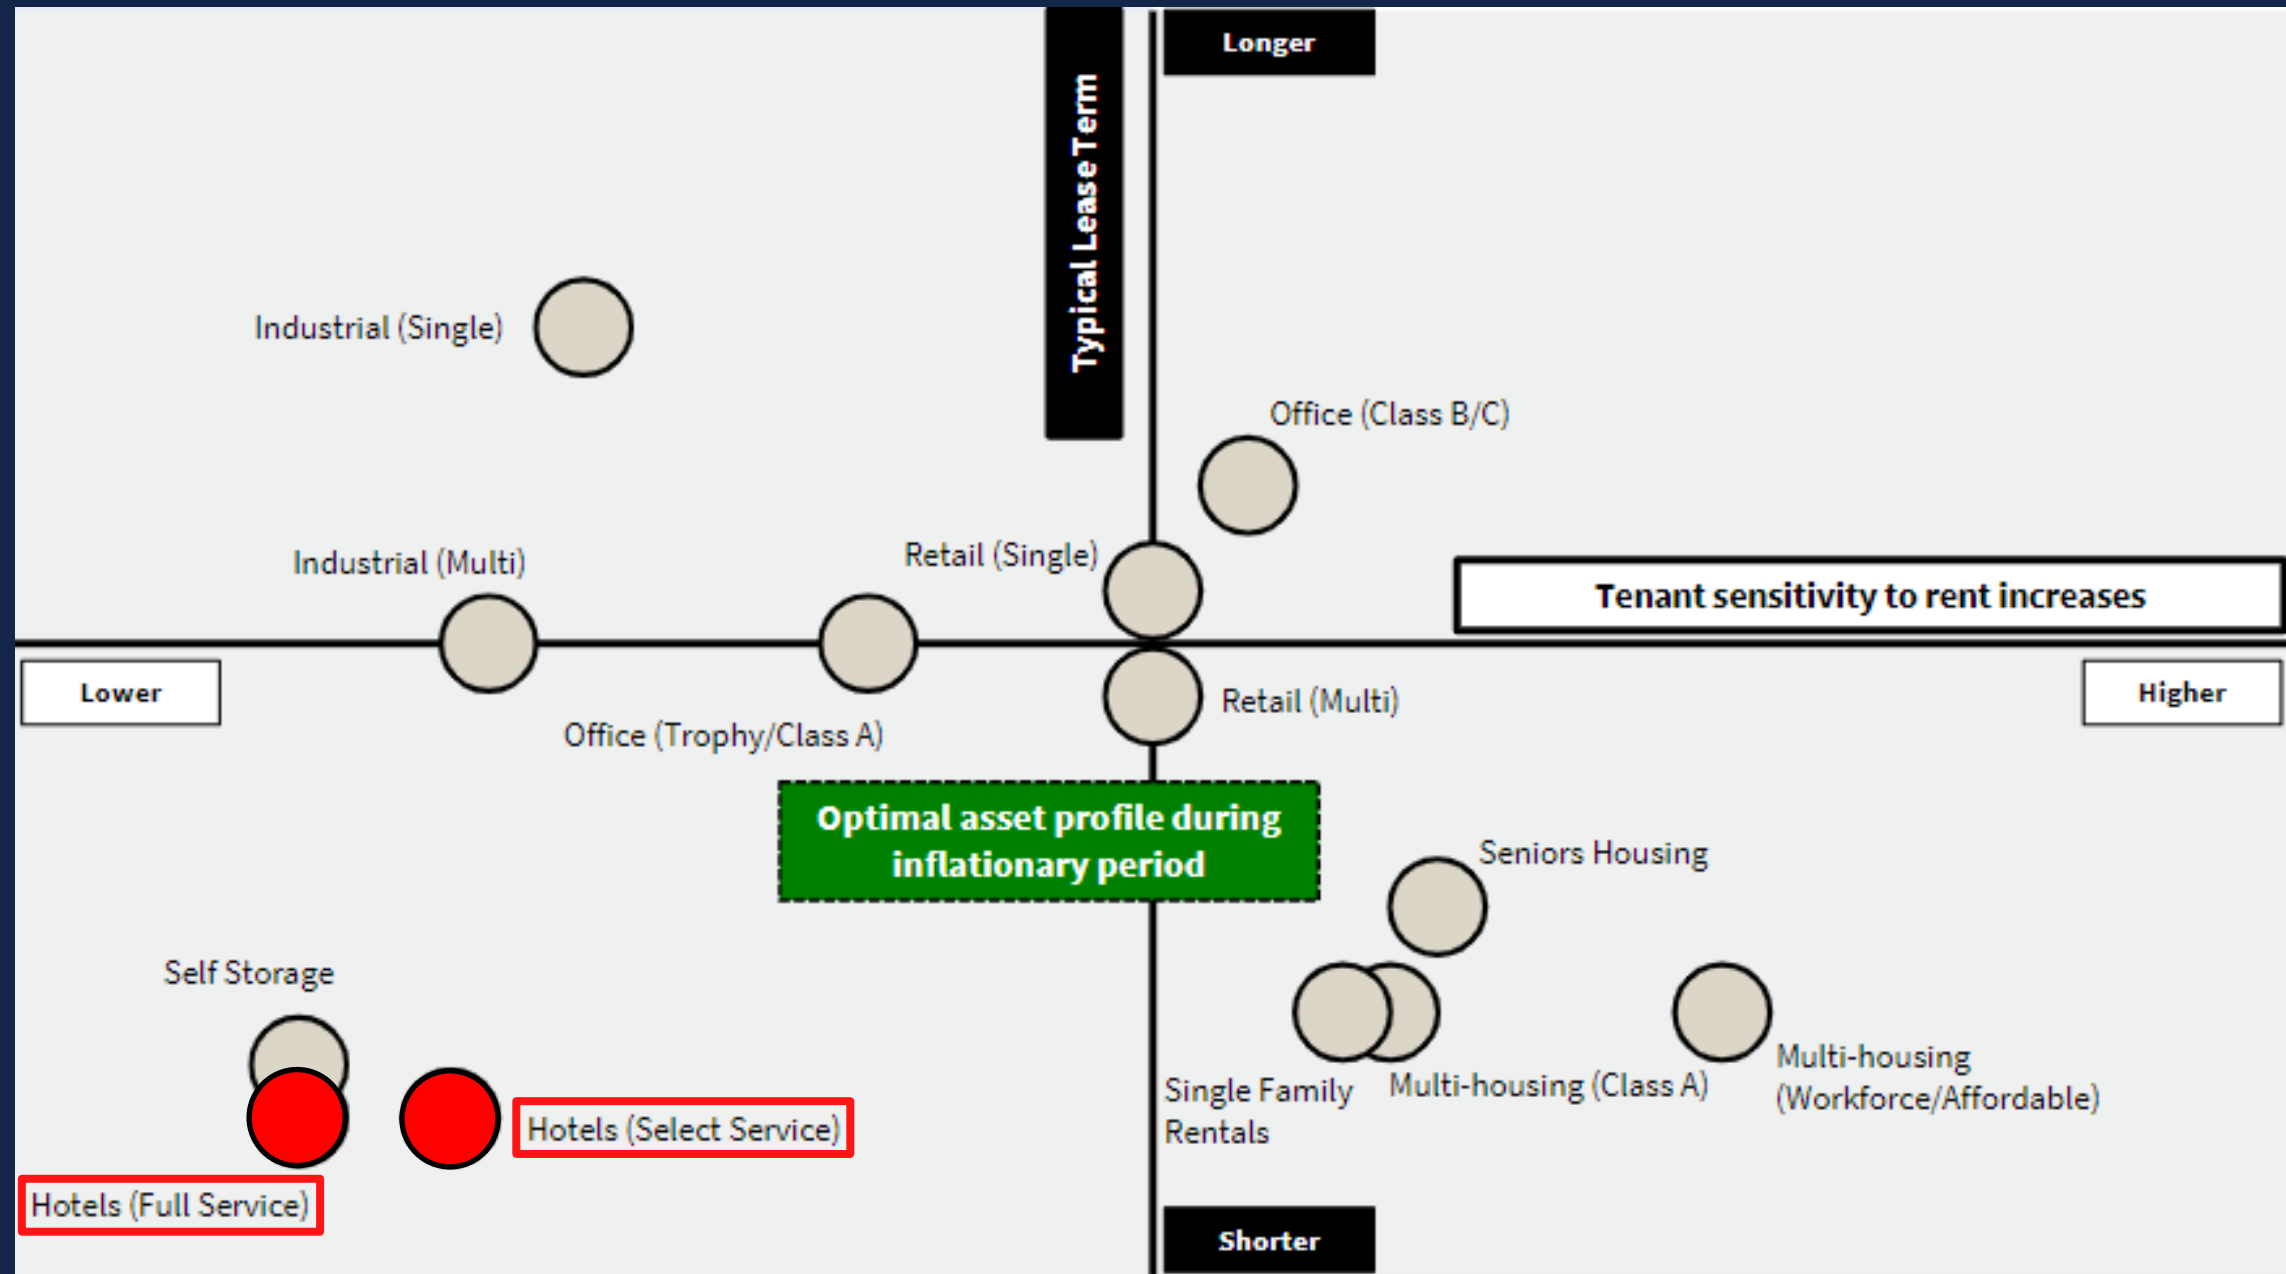 Longer
Typical Lease Term
Industrial (Single)
Office (Class B/C)
Retail (Single)
Industrial (Multi)
Tenant sensitivity to rent increases
Lower
Higher
Retail (Multi)
Office (Trophy/Class A)
Optimal asset profile during
inflationary period
Seniors Housing
Self Storage
Multi-housing
(Workforce/Affordable)
Multi-housing (Class A)
Single Family
Rentals
Hotels (Select Service)
Hotels (Full Service)
Shorter